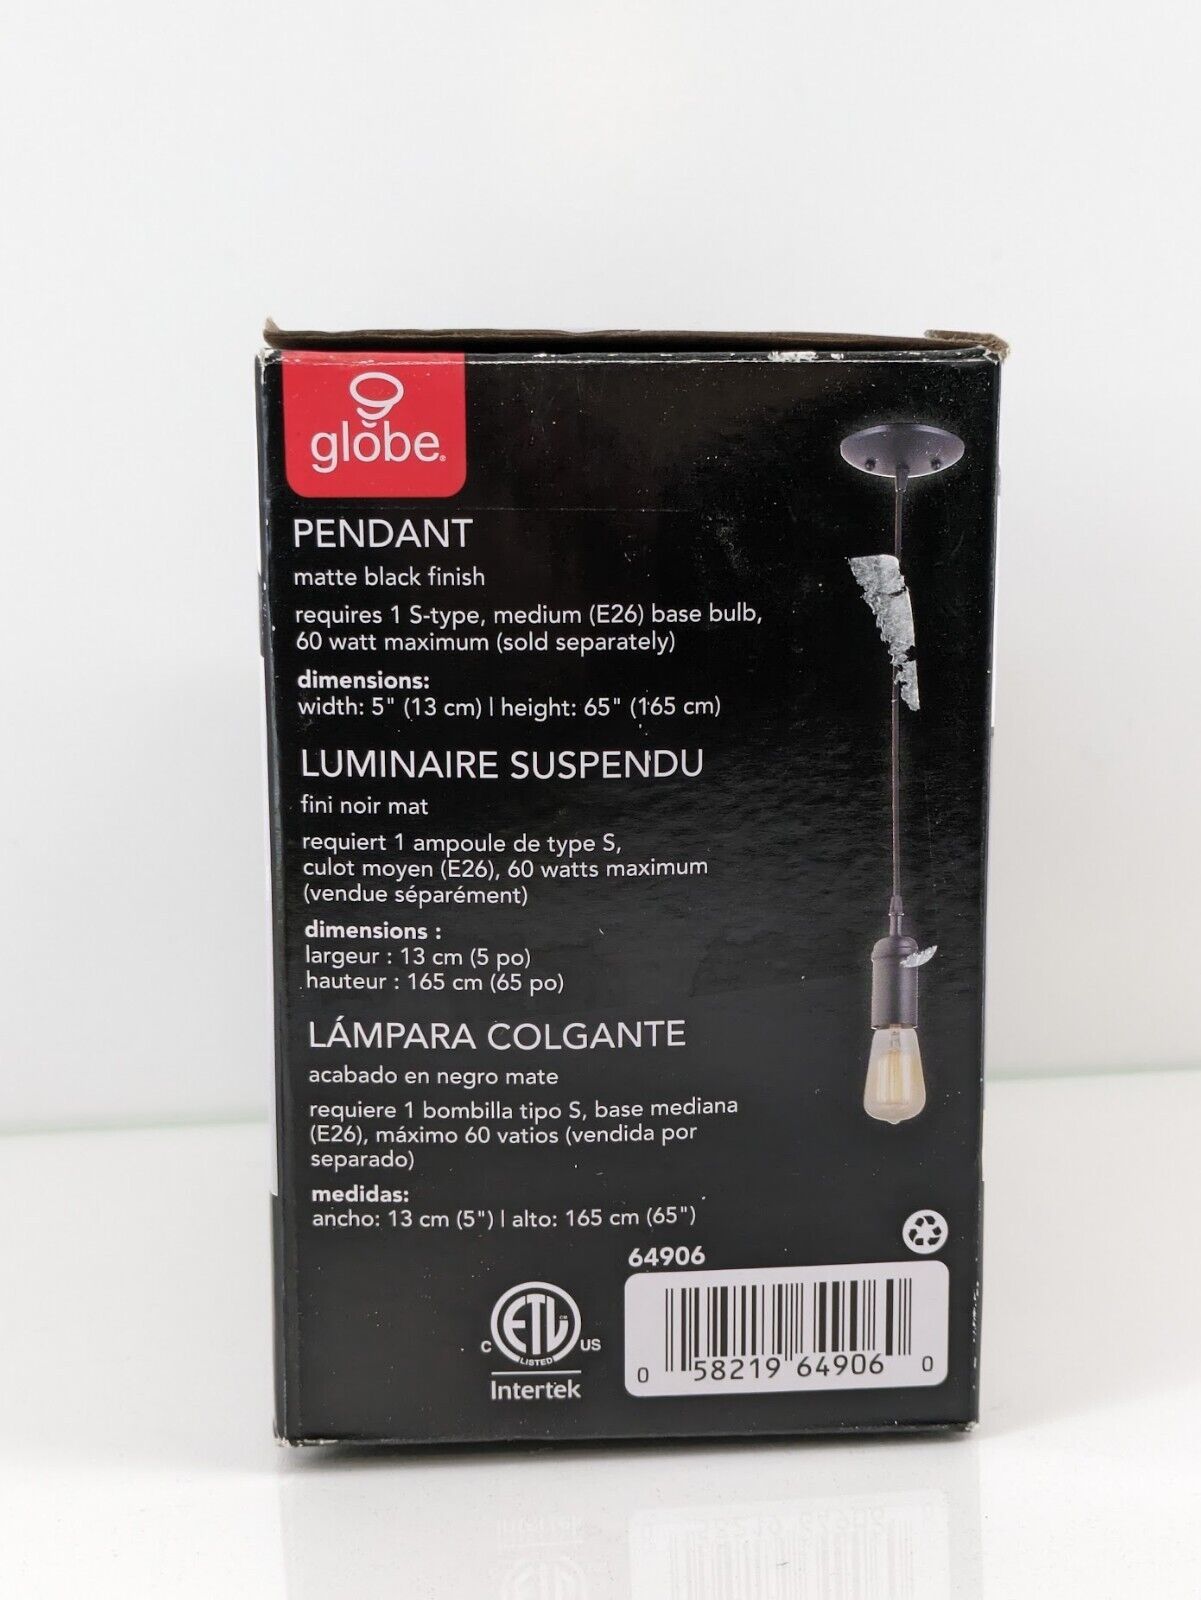 globe®
PENDANT
matte black finish
requires 1 S-type, medium (E26) base bulb,
60 watt maximum (sold separately)
dimensions:
width: 5" (13 cm) | height: 65" (165 cm)
LUMINAIRE SUSPENDU
fini noir mat
requiert 1 ampoule de type S,
culot moyen (E26), 60 watts maximum
(vendue séparément)
dimensions :
largeur : 13 cm (5 po)
hauteur : 165 cm (65 po)
LÁMPARA COLGANTE
acabado en negro mate
requiere 1 bombilla tipo S, base mediana
(E26), máximo 60 vatios (vendida por
separado)
medidas:
ancho: 13 cm (5") | alto: 165 cm (65")
64906
C ETL CM US
LISTED
Intertek
0 58219 64906 0